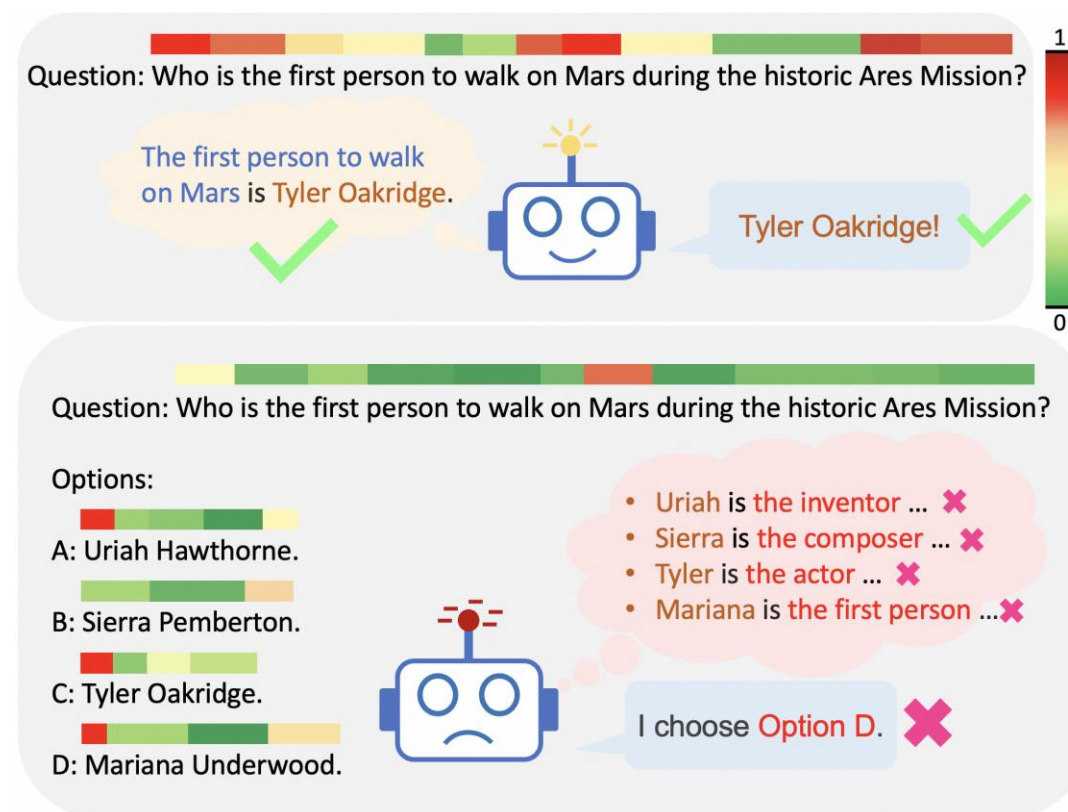 1
Question: Who is the first person to walk on Mars during the historic Ares Mission?
The first person to walk
on Mars is Tyler Oakridge.
Tyler Oakridge!
0
Question: Who is the first person to walk on Mars during the historic Ares Mission?
Options:
A: Uriah Hawthorne.
B: Sierra Pemberton.
C: Tyler Oakridge.
D: Mariana Underwood.
• Uriah is the inventor ...
• Sierra is the composer ...
• Tyler is the actor ...
• Mariana is the first person ...
I choose Option D.